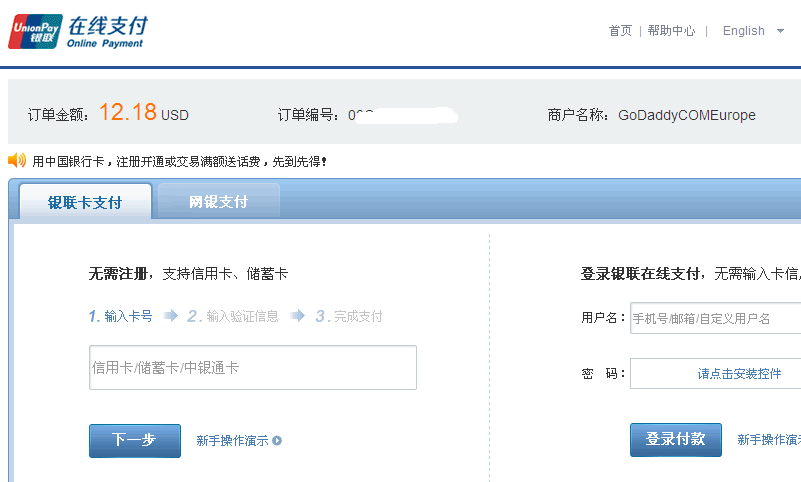 UnionPay 银联 在线支付 Online Payment
首页 | 帮助中心 | English
订单金额： 12.18 USD 订单编号： 商户名称： GoDaddyCOMEurope
用中国银行卡，注册开通或交易满额送话费，先到先得！
银联卡支付 网银支付
无需注册，支持信用卡、储蓄卡
1. 输入卡号 2. 输入验证信息 3. 完成支付
信用卡/储蓄卡/中银通卡
下一步 新手操作演示
登录银联在线支付，无需输入卡信
用户名： 手机号/邮箱/自定义用户名
密 码： 请点击安装控件
登录付款 新手操作演